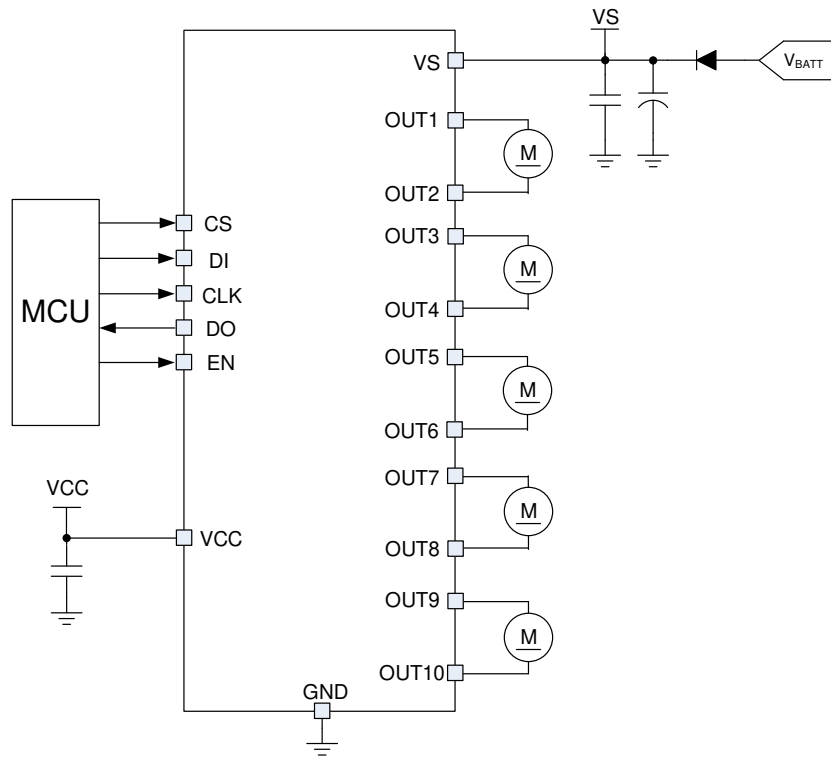 VS
VS
V_BATT
OUT1
M
OUT2
CS
OUT3
DI
M
MCU
CLK
OUT4
DO
EN
OUT5
M
OUT6
OUT7
VCC
M
VCC
OUT8
OUT9
M
OUT10
GND